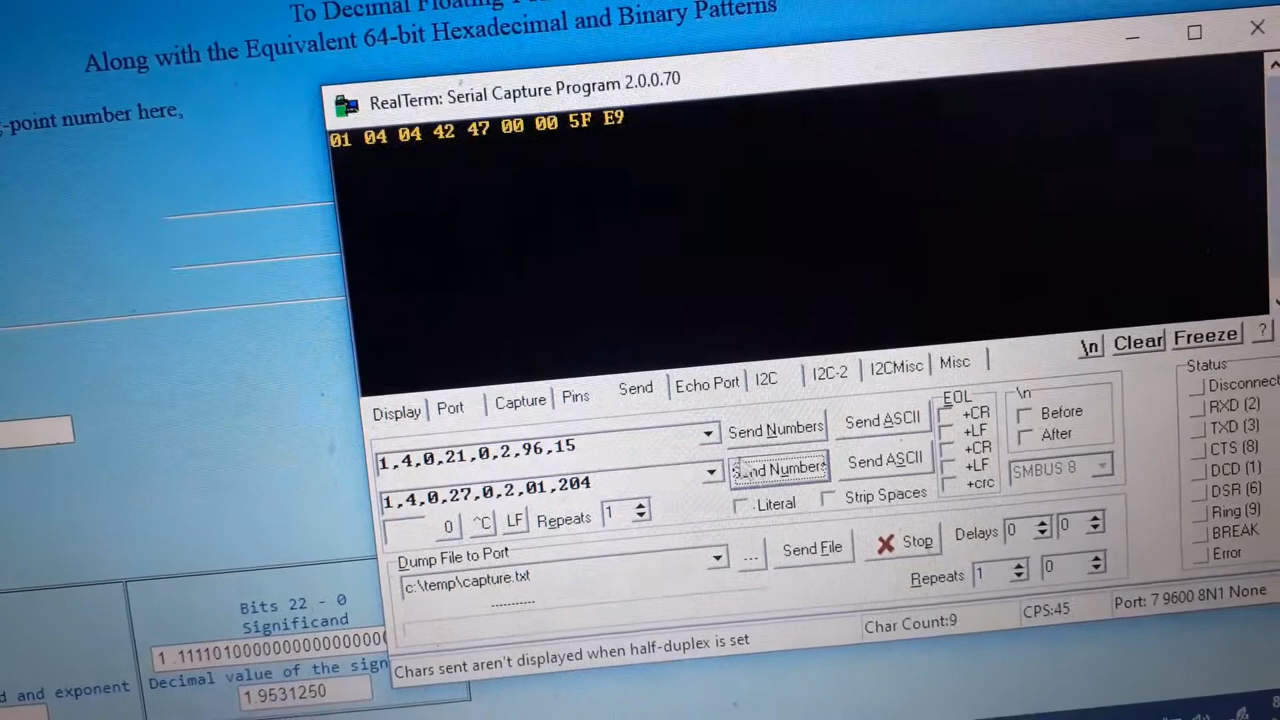 To Decimal Floating
Along with the Equivalent 64-bit Hexadecimal and Binary Patterns
-point number here,
RealTerm: Serial Capture Program 2.0.0.70
01 04 04 42 47 00 00 5F E9
\n Clear Freeze ?
Display Port Capture Pins Send Echo Port I2C I2C-2 I2CMisc Misc
Status
Disconnect
RXD (2)
TXD (3)
CTS (8)
DCD (1)
DSR (6)
Ring (9)
BREAK
Error
1,4,0,21,0,2,96,15
Send Numbers Send ASCII
1,4,0,27,0,2,01,204
Send Numbers Send ASCII
EOL
+CR
+LF
+CR
+LF
+crc
\n
Before
After
SMBUS 8
0 ^C LF Repeats 1
Literal Strip Spaces
Dump File to Port
c:\temp\capture.txt
... Send File Stop Delays 0 0
Repeats 1 0
----------
Chars sent aren't displayed when half-duplex is set
Char Count:9 CPS:45 Port: 7 9600 8N1 None
Bits 22 - 0
Significand
Decimal value of the sign
1.9531250
d and exponent